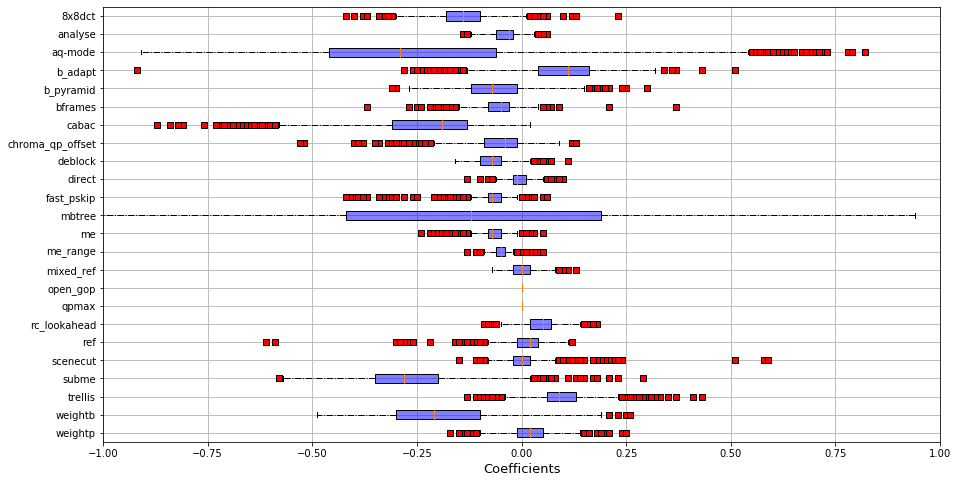 8x8dct
analyse
aq-mode
b_adapt
b_pyramid
bframes
cabac
chroma_qp_offset
deblock
direct
fast_pskip
mbtree
me
me_range
mixed_ref
open_gop
qpmax
rc_lookahead
ref
scenecut
subme
trellis
weightb
weightp
−1.00 −0.75 −0.50 −0.25 0.00 0.25 0.50 0.75 1.00
Coefficients